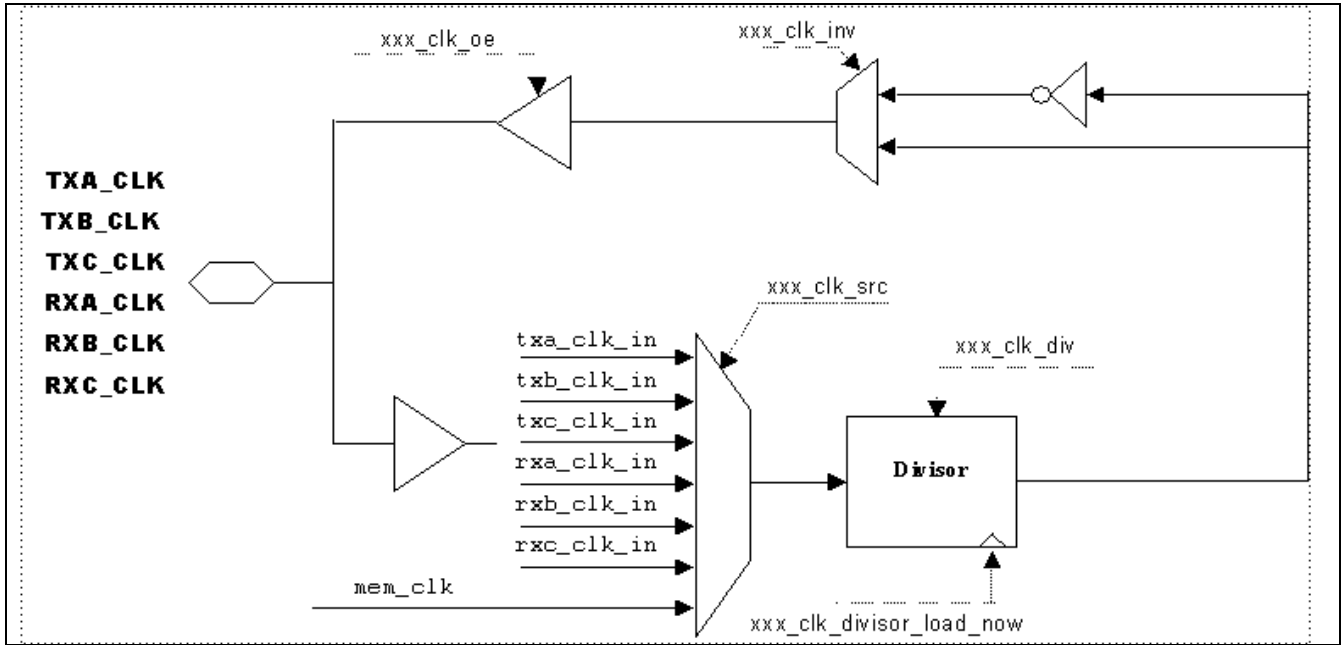 xxx_clk_oe
xxx_clk_inv
TXA_CLK
TXB_CLK
TXC_CLK
RXA_CLK
RXB_CLK
RXC_CLK
xxx_clk_src
txa_clk_in
txb_clk_in
txc_clk_in
rxa_clk_in
rxb_clk_in
rxc_clk_in
mem_clk
xxx_clk_div
Divisor
xxx_clk_divisor_load_now